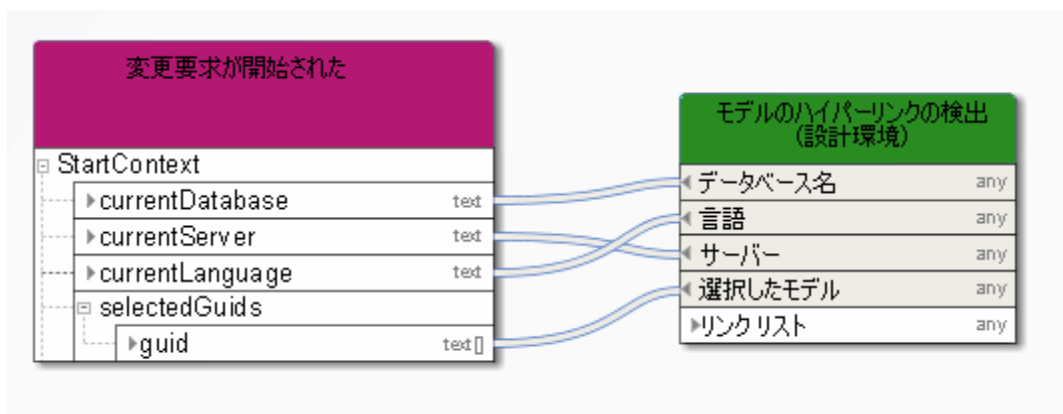 変更要求が開始された
StartContext
currentDatabase text
currentServer text
currentLanguage text
selectedGuids
guid text[]
モデルのハイパーリンクの検出
(設計環境)
データベース名 any
言語 any
サーバー any
選択したモデル any
リンク リスト any